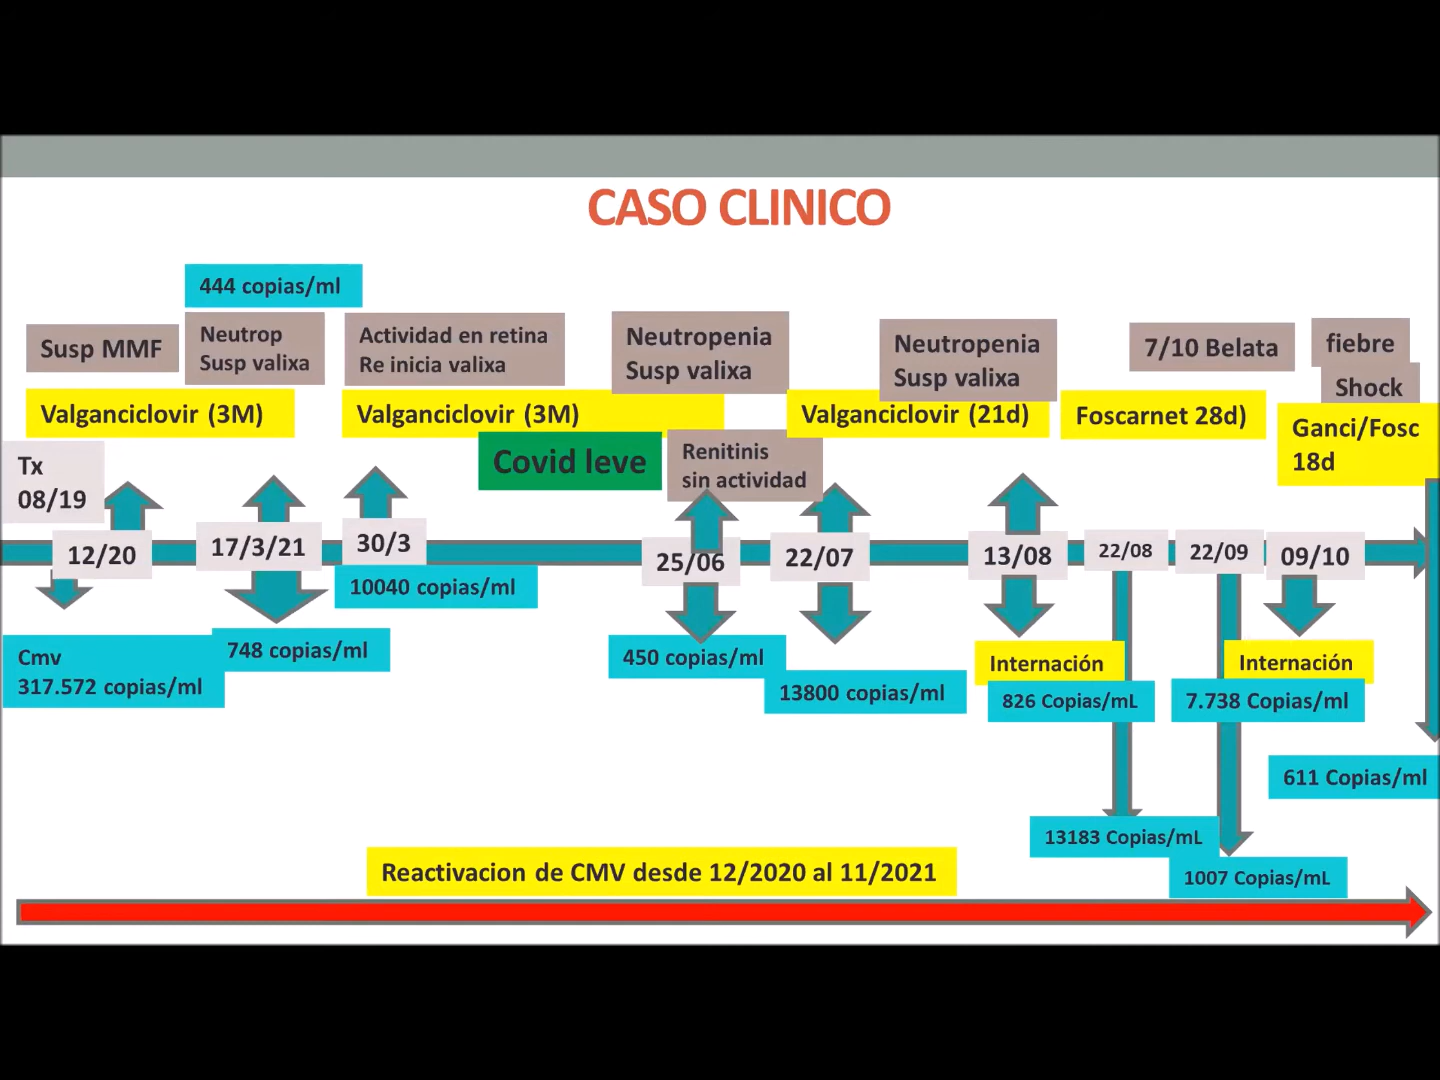 CASO CLINICO
444 copias/ml
Susp MMF
Neutrop
Susp valixa
Actividad en retina
Re inicia valixa
Neutropenia
Susp valixa
Neutropenia
Susp valixa
7/10 Belata
fiebre
Shock
Valganciclovir (3M)
Valganciclovir (3M)
Valganciclovir (21d)
Foscarnet 28d)
Ganci/Fosc
18d
Covid leve
Renitinis
sin actividad
Tx
08/19
12/20
17/3/21
30/3
25/06
22/07
13/08
22/08
22/09
09/10
10040 copias/ml
Cmv
317.572 copias/ml
748 copias/ml
450 copias/ml
13800 copias/ml
Internación
826 Copias/mL
Internación
7.738 Copias/ml
611 Copias/ml
13183 Copias/mL
1007 Copias/mL
Reactivacion de CMV desde 12/2020 al 11/2021